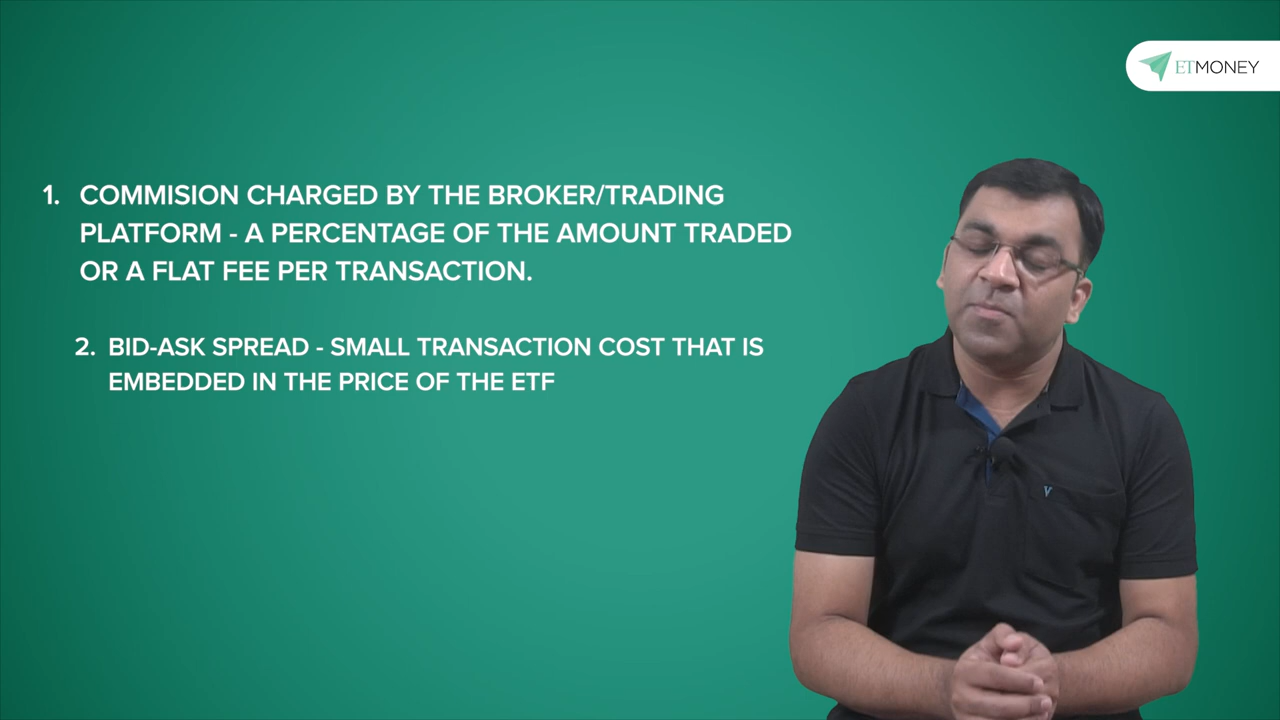 ETMONEY
1. COMMISION CHARGED BY THE BROKER/TRADING
PLATFORM - A PERCENTAGE OF THE AMOUNT TRADED
OR A FLAT FEE PER TRANSACTION.
2. BID-ASK SPREAD - SMALL TRANSACTION COST THAT IS
EMBEDDED IN THE PRICE OF THE ETF
V